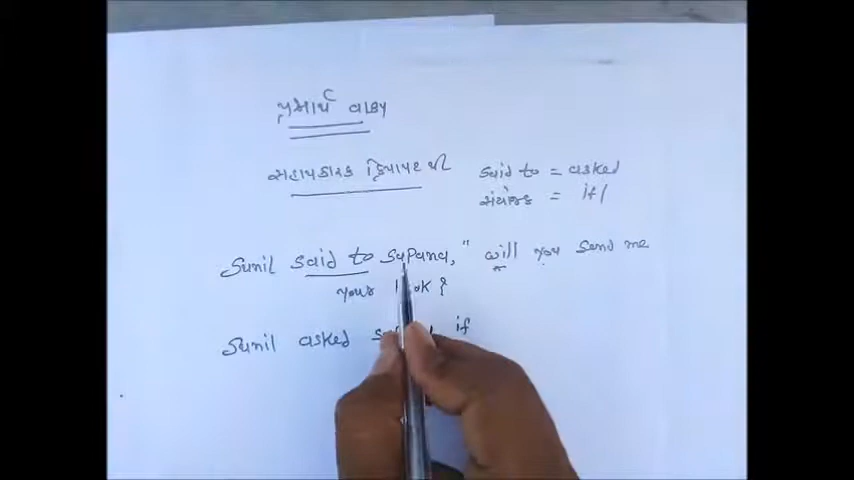 પ્રશ્નાર્થ વાક્ય
સહાયકારક ક્રિયાપદ થી
said to = asked
સંયોજક = if/
Sunil said to Sapana, " will you send me
your book ?
Sunil asked if